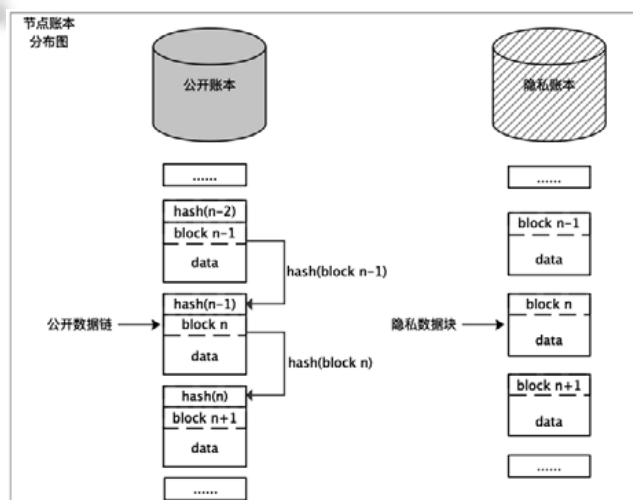 节点账本
分布图
公开账本
隐私账本
......
hash(n-2)
block n-1
data
hash(block n-1)
hash(n-1)
公开数据链
block n
data
hash(block n)
hash(n)
block n+1
data
......
......
block n-1
data
隐私数据块
block n
data
block n+1
data
......